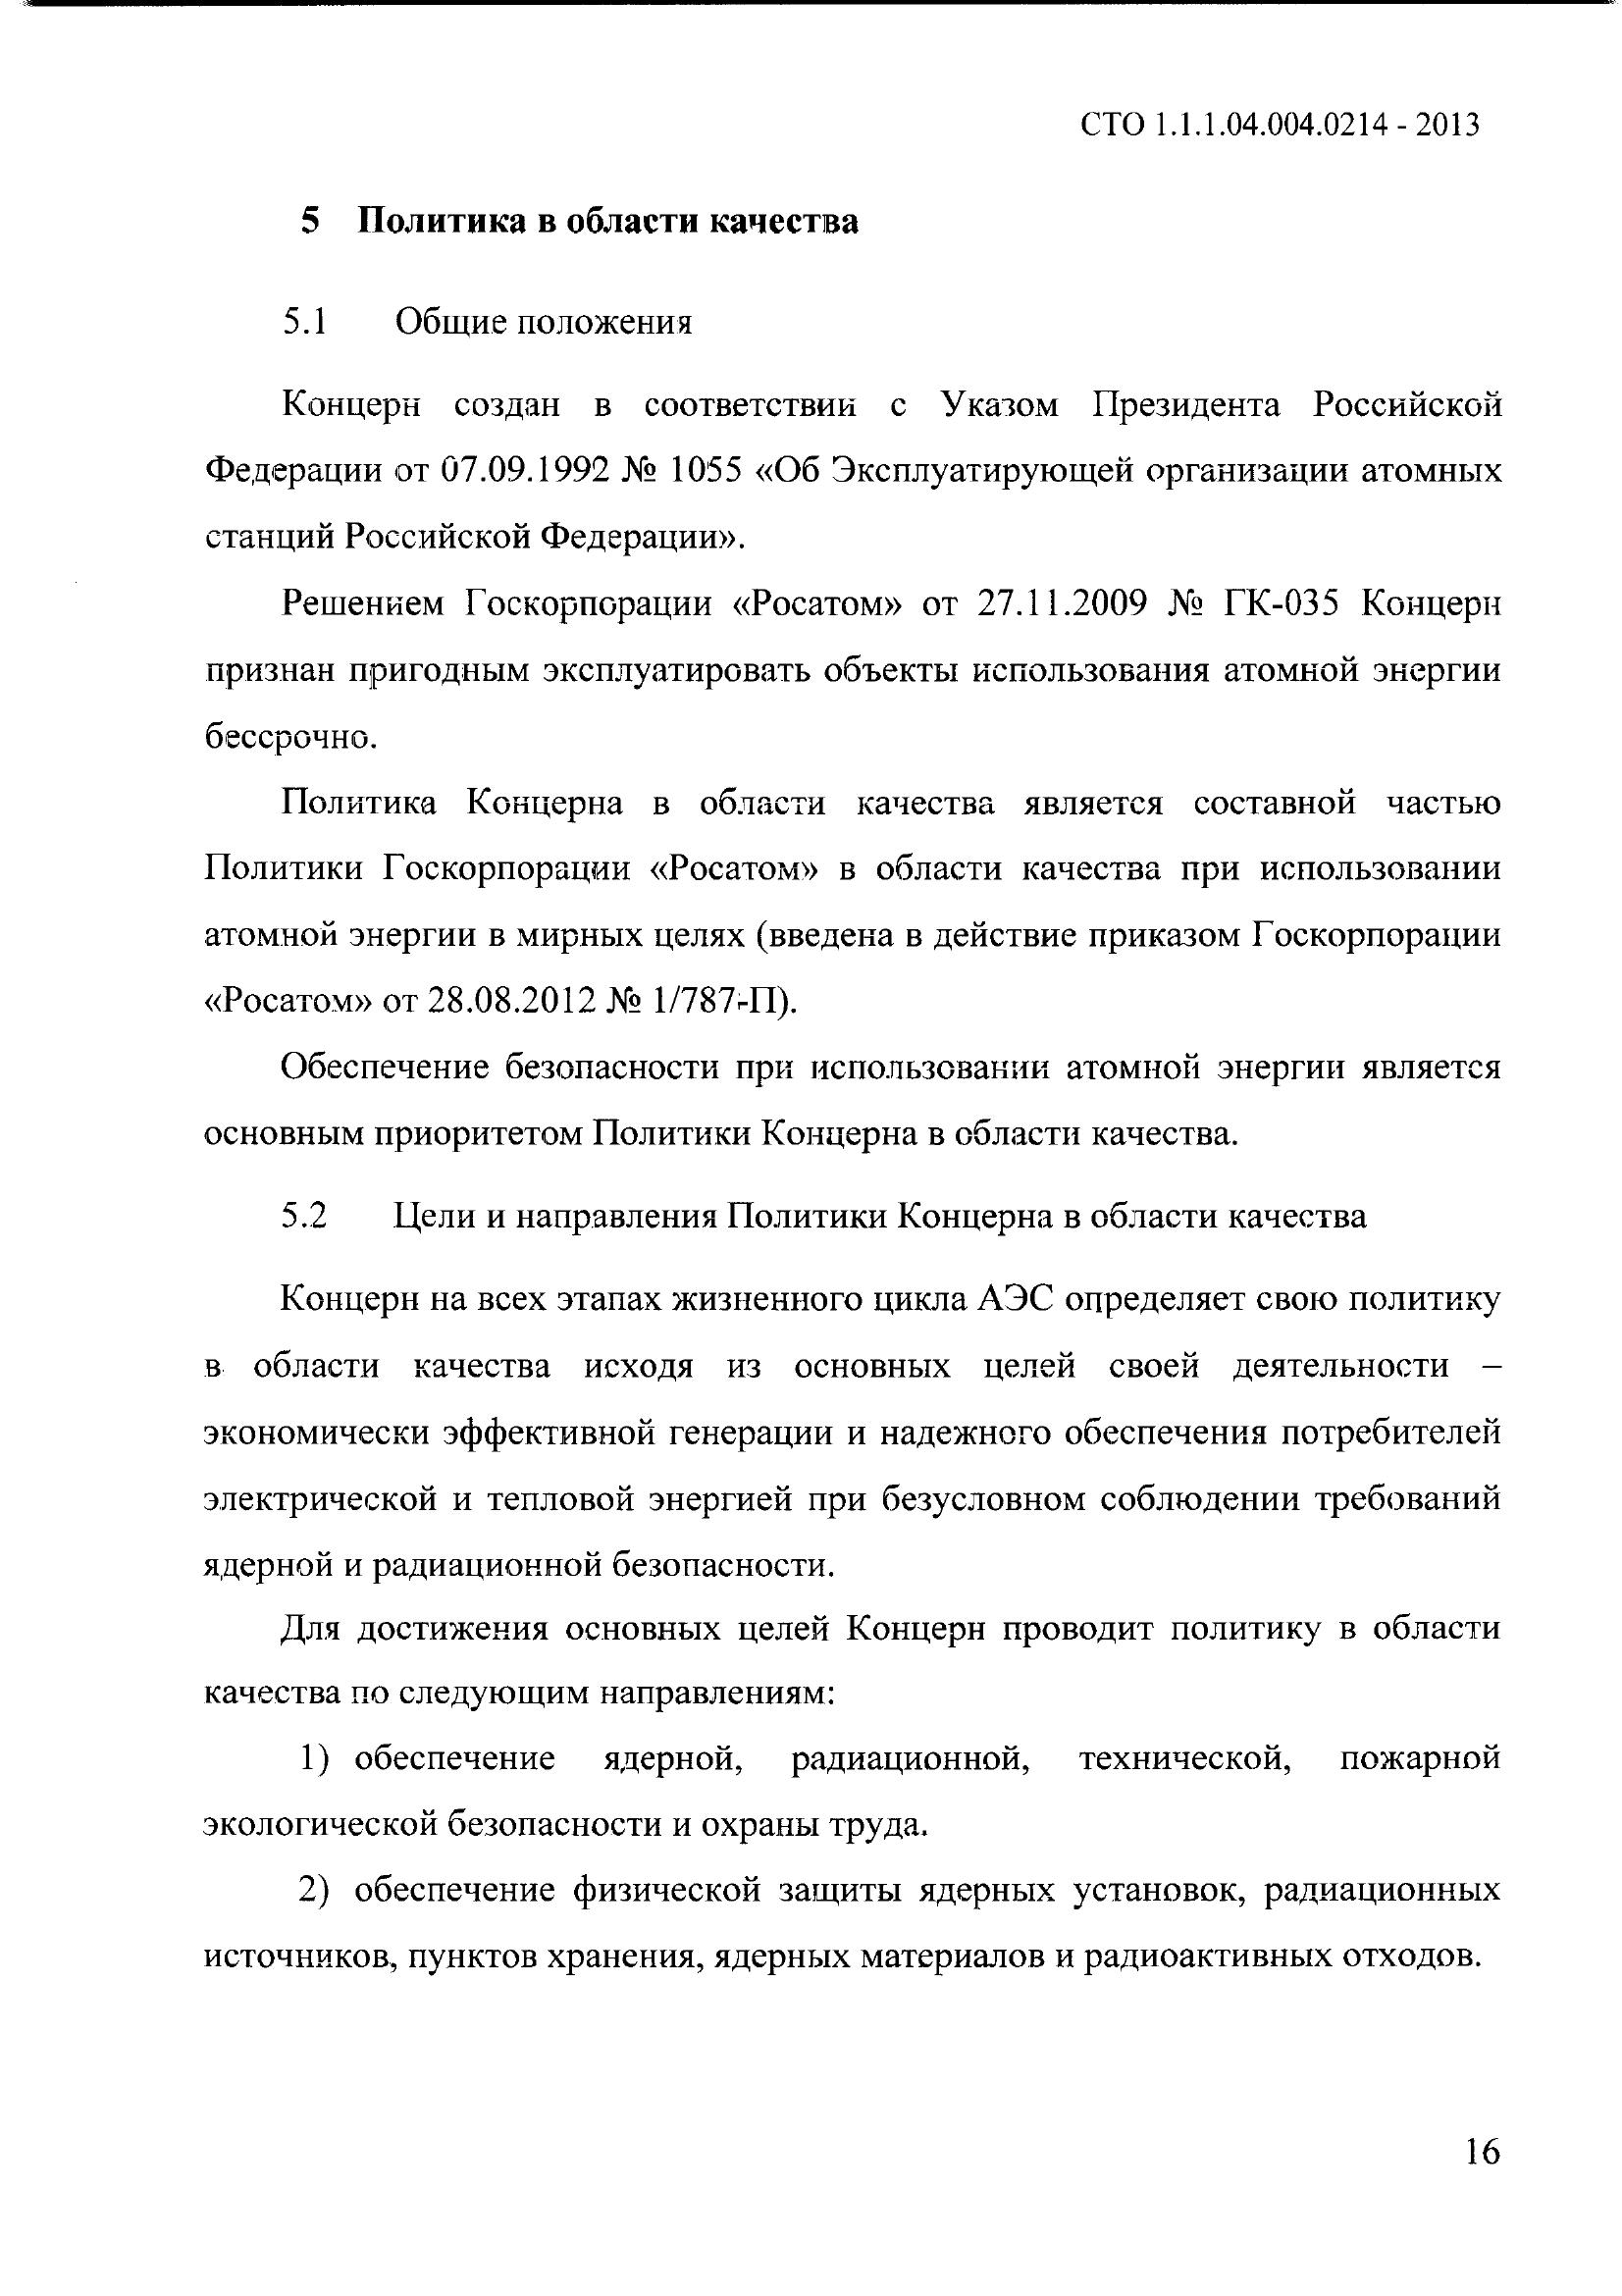 СТО 1.1.1.04.004.0214 - 2013
5 Политика в области качества
5.1 Общие положения
Концерн создан в соответствии с Указом Президента Российской
Федерации от 07.09.1992 № 1055 «Об Эксплуатирующей организации атомных
станций Российской Федерации».
Решением Госкорпорации «Росатом» от 27.11.2009 № ГК-035 Концерн
признан пригодным эксплуатировать объекты использования атомной энергии
бессрочно.
Политика Концерна в области качества является составной частью
Политики Госкорпорации «Росатом» в области качества при использовании
атомной энергии в мирных целях (введена в действие приказом Госкорпорации
«Росатом» от 28.08.2012 № 1/787-П).
Обеспечение безопасности при использовании атомной энергии является
основным приоритетом Политики Концерна в области качества.
5.2 Цели и направления Политики Концерна в области качества
Концерн на всех этапах жизненного цикла АЭС определяет свою политику
в области качества исходя из основных целей своей деятельности –
экономически эффективной генерации и надежного обеспечения потребителей
электрической и тепловой энергией при безусловном соблюдении требований
ядерной и радиационной безопасности.
Для достижения основных целей Концерн проводит политику в области
качества по следующим направлениям:
1) обеспечение ядерной, радиационной, технической, пожарной
экологической безопасности и охраны труда.
2) обеспечение физической защиты ядерных установок, радиационных
источников, пунктов хранения, ядерных материалов и радиоактивных отходов.
16